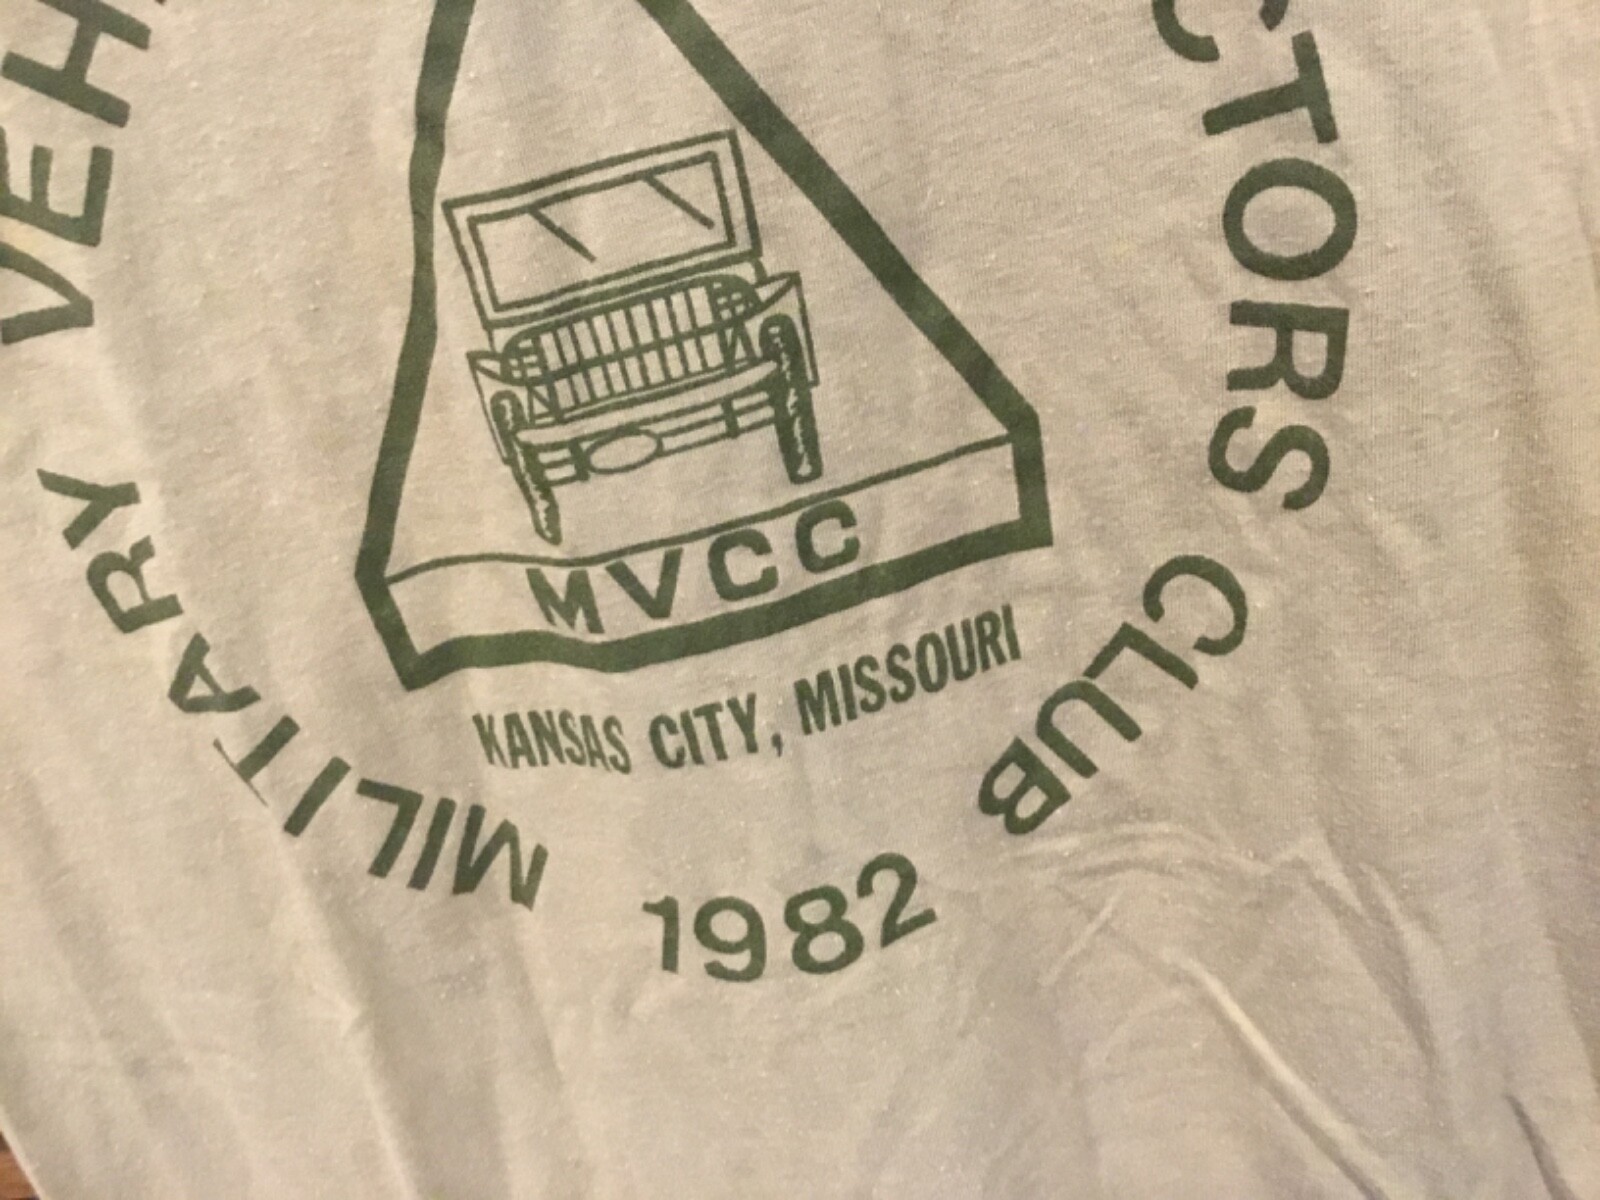 MILITARY VEH
CTORS CLUB
MVCC
KANSAS CITY, MISSOURI
1982